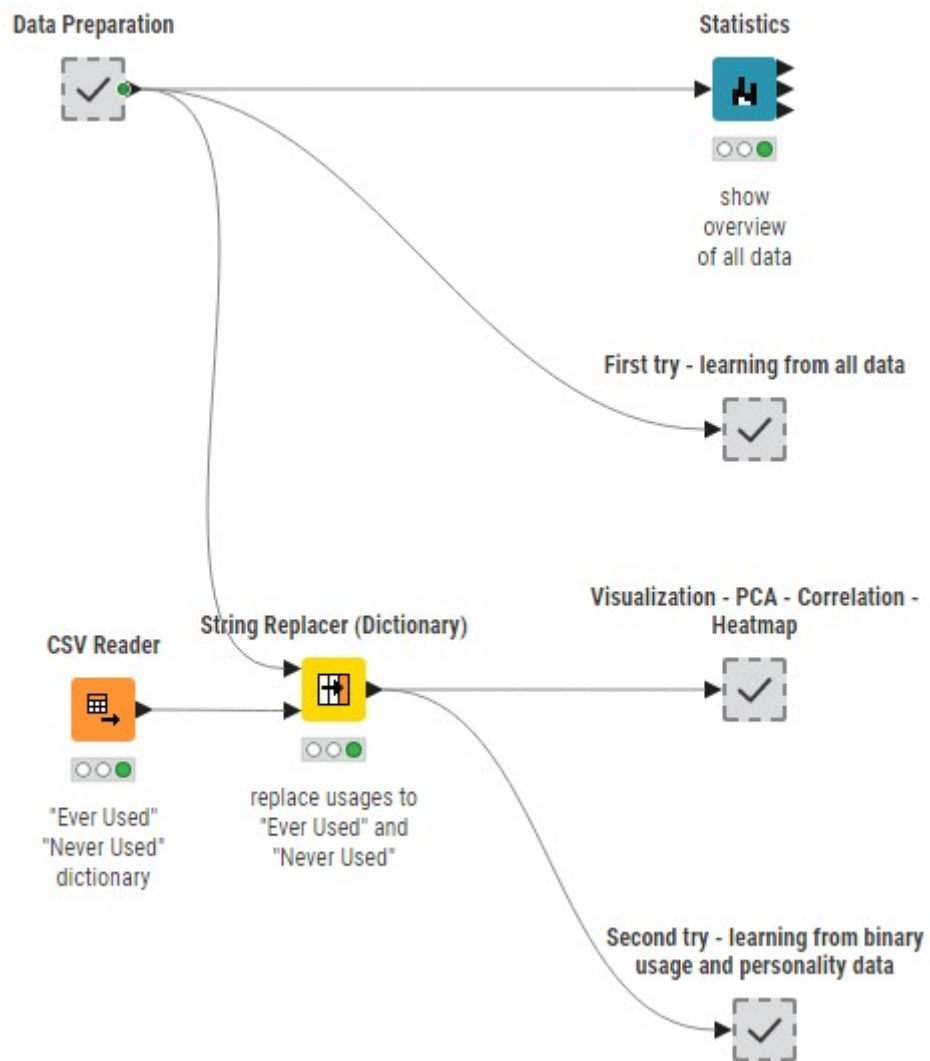 Data Preparation
Statistics
show
overview
of all data
First try - learning from all data
Visualization - PCA - Correlation -
Heatmap
String Replacer (Dictionary)
CSV Reader
replace usages to
"Ever Used" and
"Never Used"
"Ever Used"
"Never Used"
dictionary
Second try - learning from binary
usage and personality data